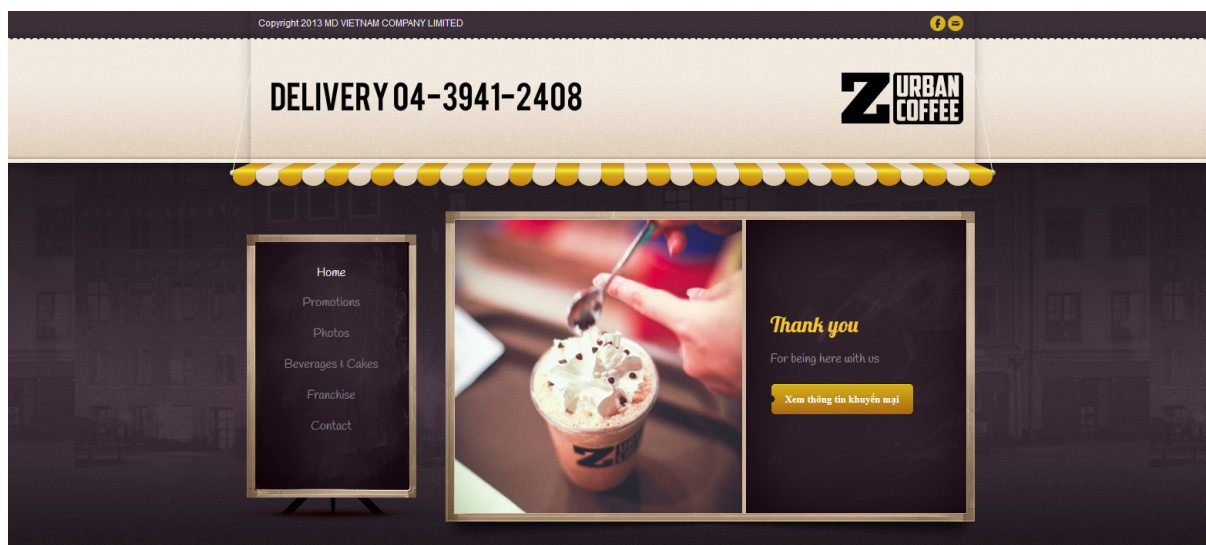 Copyright 2013 MD VIETNAM COMPANY LIMITED
DELIVERY 04-3941-2408
Z URBAN
COFFEE
Home
Promotions
Photos
Beverages & Cakes
Franchise
Contact
Thank you
For being here with us
Xem thông tin khuyến mại
Z